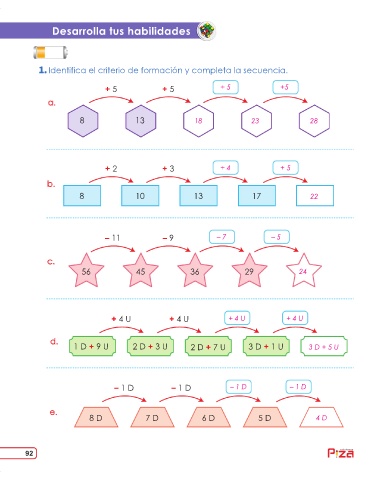 Desarrolla tus habilidades
1. Identifica el criterio de formación y completa la secuencia.
a.
+ 5 + 5 + 5 +5
8 13 18 23 28
b.
+ 2 + 3 + 4 + 5
8 10 13 17 22
c.
– 11 – 9 – 7 – 5
56 45 36 29 24
d.
+ 4 U + 4 U + 4 U + 4 U
1 D + 9 U 2 D + 3 U 2 D + 7 U 3 D + 1 U 3 D + 5 U
e.
– 1 D – 1 D – 1 D – 1 D
8 D 7 D 6 D 5 D 4 D
92